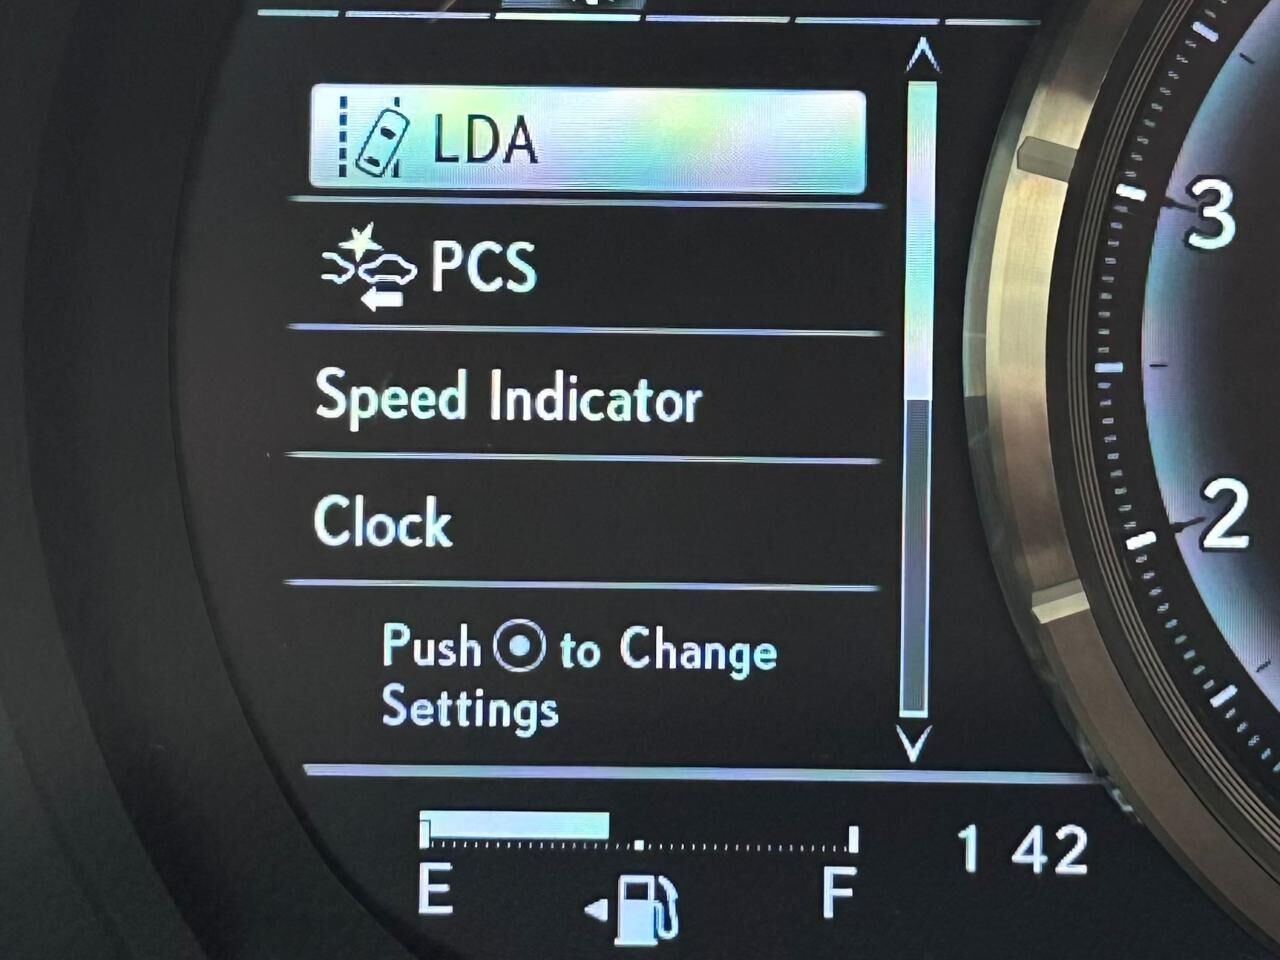 LDA
PCS
Speed Indicator
Clock
Push to Change
Settings
3
2
E F
1 42